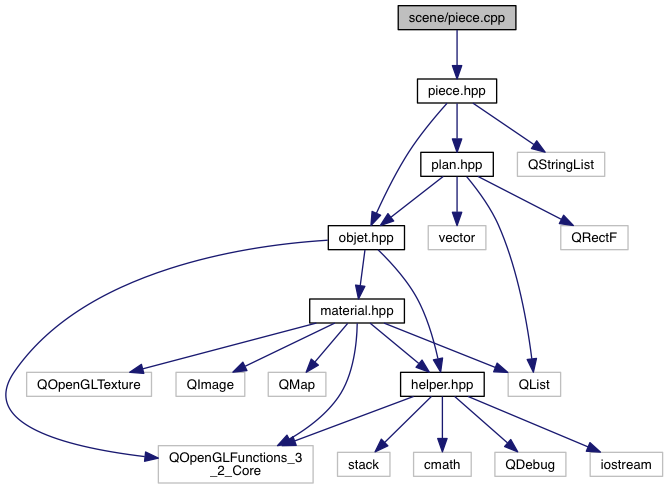 scene/piece.cpp
piece.hpp
plan.hpp
QStringList
objet.hpp
vector
QRectF
material.hpp
QOpenGLTexture
QImage
QMap
helper.hpp
QList
QOpenGLFunctions_3
_2_Core
stack
cmath
QDebug
iostream